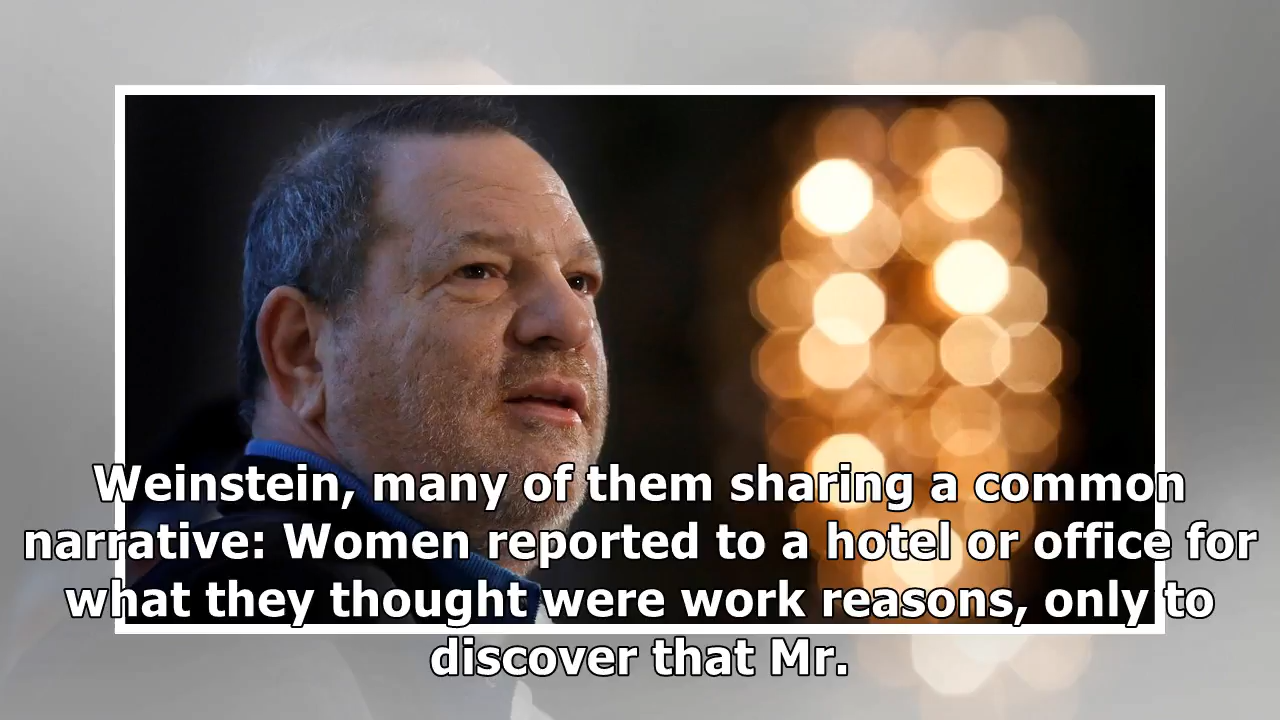 Weinstein, many of them sharing a common
narrative: Women reported to a hotel or office for
what they thought were work reasons, only to
discover that Mr.